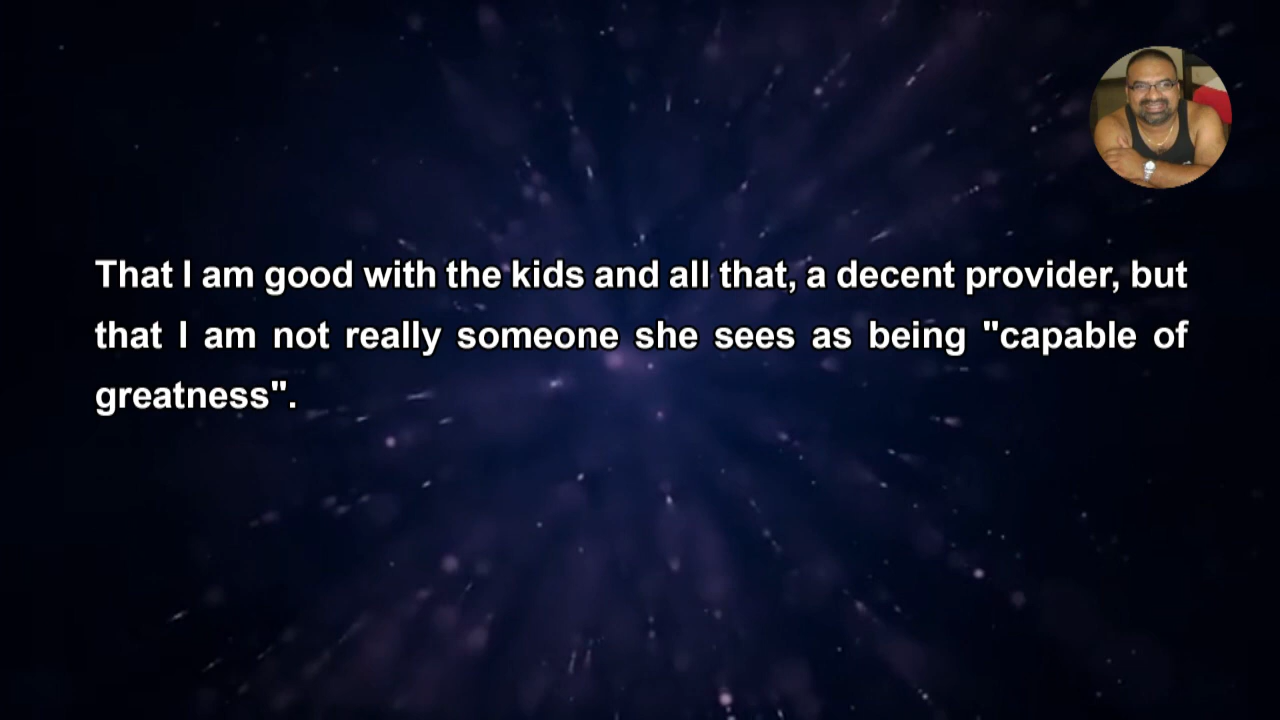 That I am good with the kids and all that, a decent provider, but
that I am not really someone she sees as being "capable of
greatness".